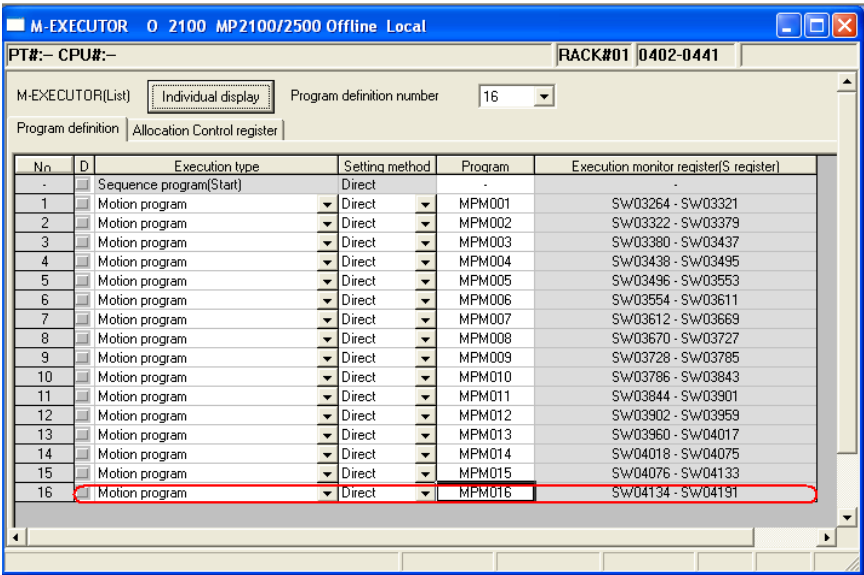 M-EXECUTOR O 2100 MP2100/2500 Offline Local
PT#:– CPU#:– RACK#01 0402-0441
M-EXECUTOR(List) Individual display Program definition number 16
Program definition Allocation Control register
No D Execution type Setting method Program Execution monitor register(S register)
- Sequence program(Start) Direct - -
1 Motion program Direct MPM001 SW03264 - SW03321
2 Motion program Direct MPM002 SW03322 - SW03379
3 Motion program Direct MPM003 SW03380 - SW03437
4 Motion program Direct MPM004 SW03438 - SW03495
5 Motion program Direct MPM005 SW03496 - SW03553
6 Motion program Direct MPM006 SW03554 - SW03611
7 Motion program Direct MPM007 SW03612 - SW03669
8 Motion program Direct MPM008 SW03670 - SW03727
9 Motion program Direct MPM009 SW03728 - SW03785
10 Motion program Direct MPM010 SW03786 - SW03843
11 Motion program Direct MPM011 SW03844 - SW03901
12 Motion program Direct MPM012 SW03902 - SW03959
13 Motion program Direct MPM013 SW03960 - SW04017
14 Motion program Direct MPM014 SW04018 - SW04075
15 Motion program Direct MPM015 SW04076 - SW04133
16 Motion program Direct MPM016 SW04134 - SW04191